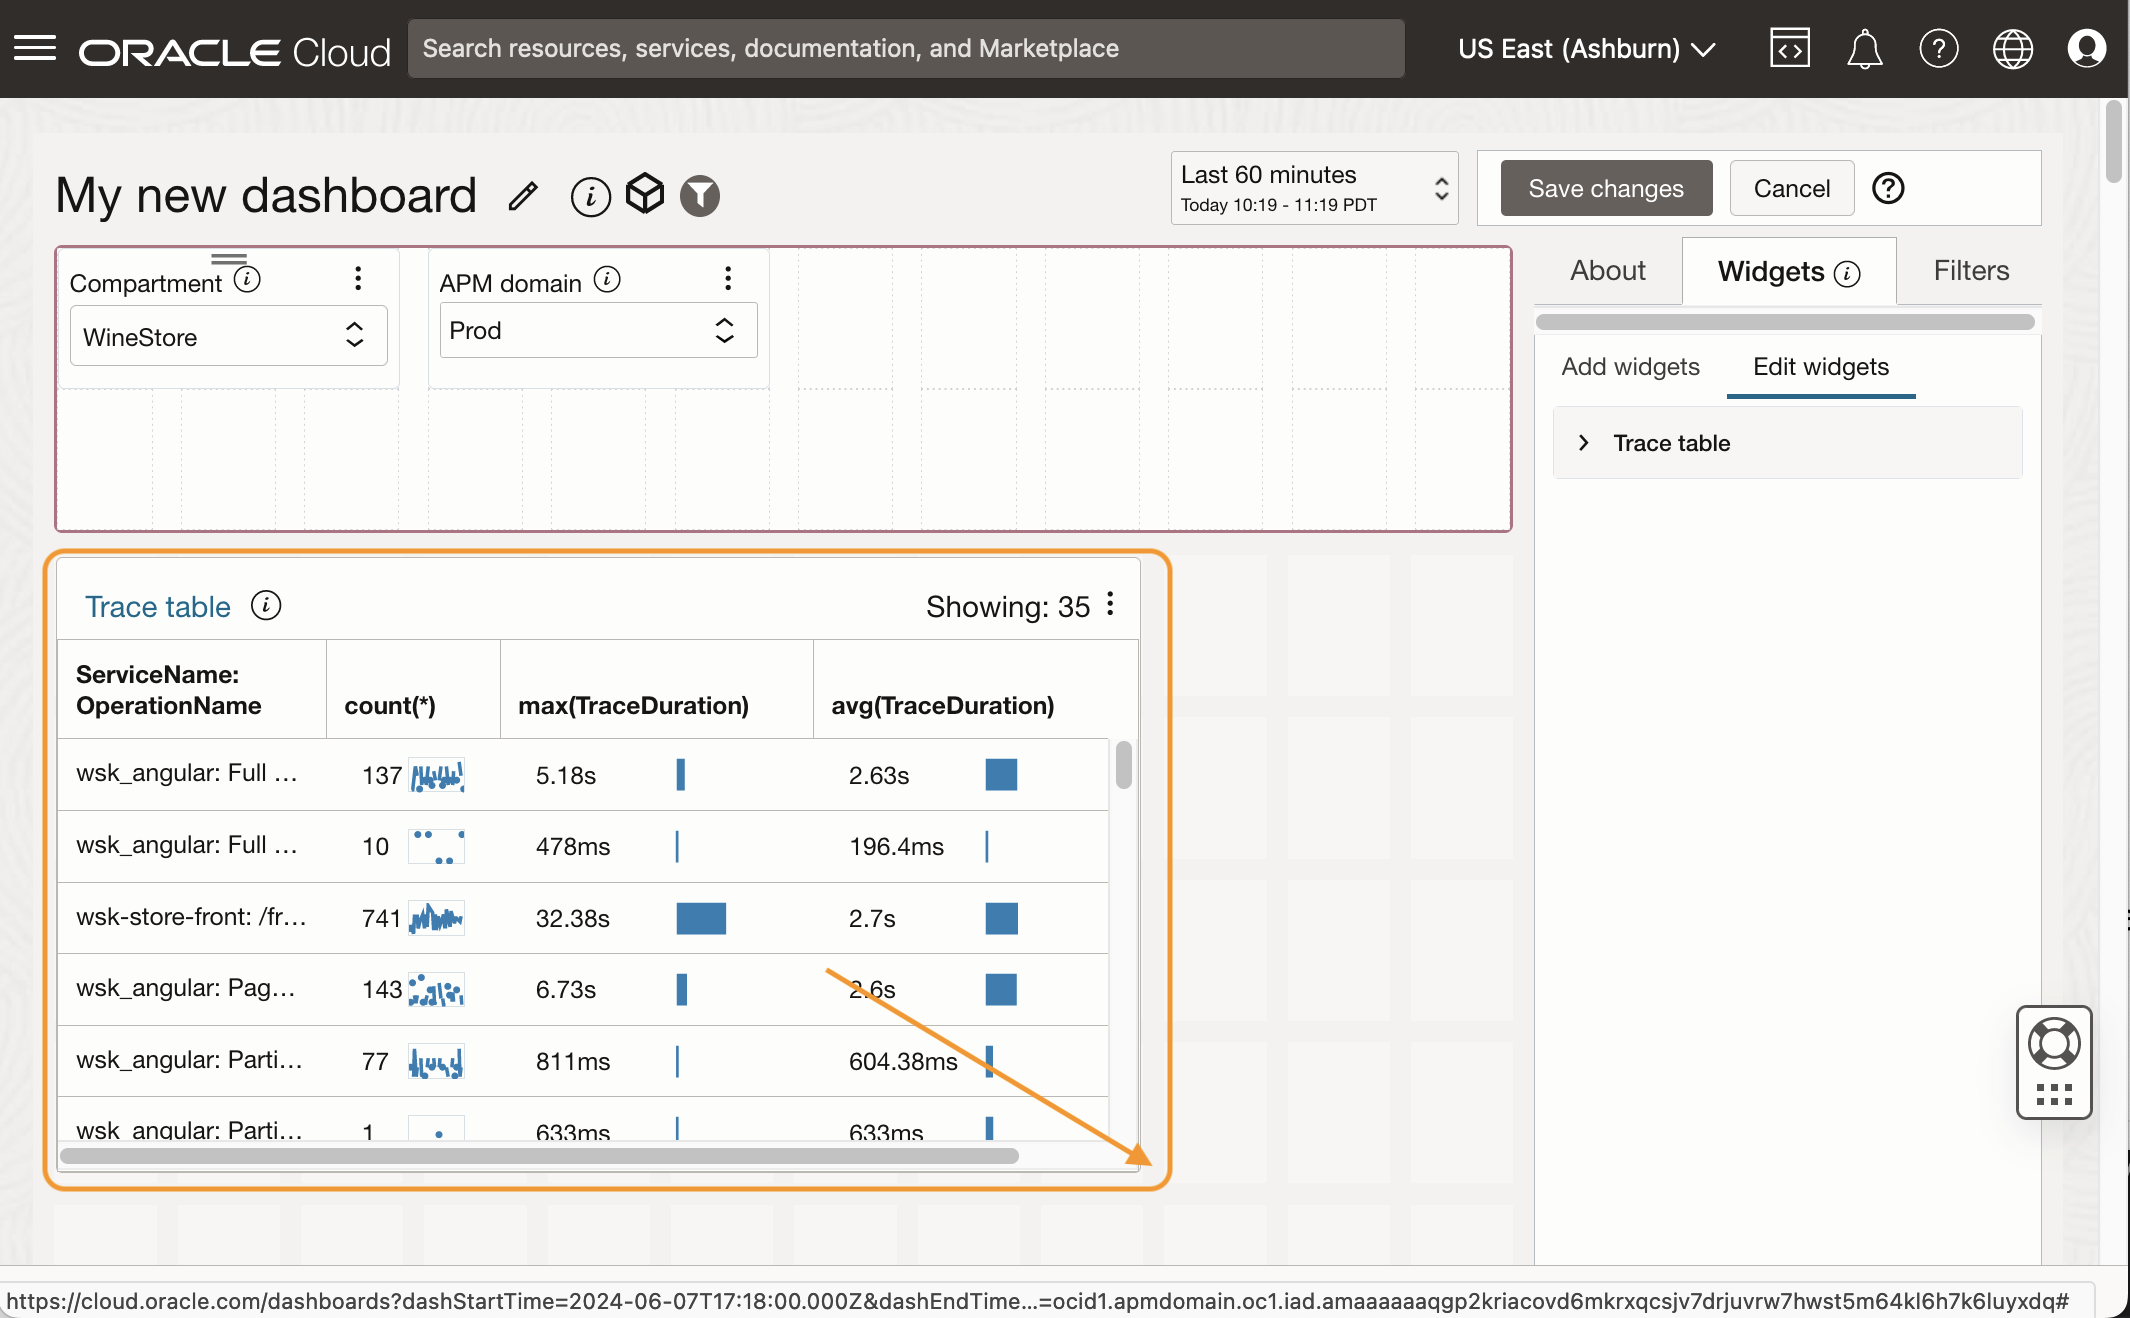 ORACLE Cloud
Search resources, services, documentation, and Marketplace
US East (Ashburn)
My new dashboard
Last 60 minutes
Today 10:19 - 11:19 PDT
Save changes
Cancel
Compartment
WineStore
APM domain
Prod
About
Widgets
Filters
Add widgets
Edit widgets
Trace table
Trace table
Showing: 35
ServiceName:
OperationName
count(*)
max(TraceDuration)
avg(TraceDuration)
wsk_angular: Full ...
137
5.18s
2.63s
wsk_angular: Full ...
10
478ms
196.4ms
wsk-store-front: /fr...
741
32.38s
2.7s
wsk_angular: Pag...
143
6.73s
2.6s
wsk_angular: Parti...
77
811ms
604.38ms
wsk_angular: Parti...
1
633ms
633ms
https://cloud.oracle.com/dashboards?dashStartTime=2024-06-07T17:18:00.000Z&dashEndTime...=ocid1.apmdomain.oc1.iad.amaaaaaaqgp2kriacovd6mkrxqcsjv7drjuvrw7hwst5m64kl6h7k6luyxdq#